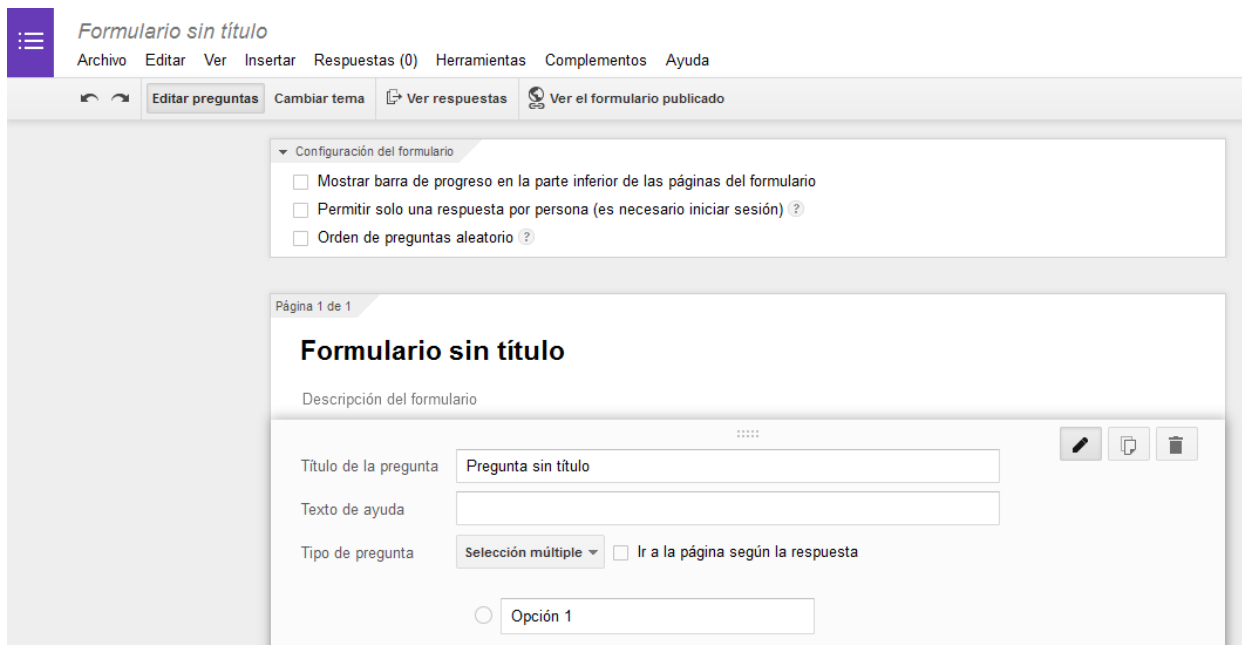 Formulario sin título
Archivo Editar Ver Insertar Respuestas (0) Herramientas Complementos Ayuda
Editar preguntas Cambiar tema Ver respuestas Ver el formulario publicado
Configuración del formulario
Mostrar barra de progreso en la parte inferior de las páginas del formulario
Permitir solo una respuesta por persona (es necesario iniciar sesión) ?
Orden de preguntas aleatorio ?
Página 1 de 1
Formulario sin título
Descripción del formulario
Título de la pregunta Pregunta sin título
Texto de ayuda
Tipo de pregunta Selección múltiple Ir a la página según la respuesta
Opción 1